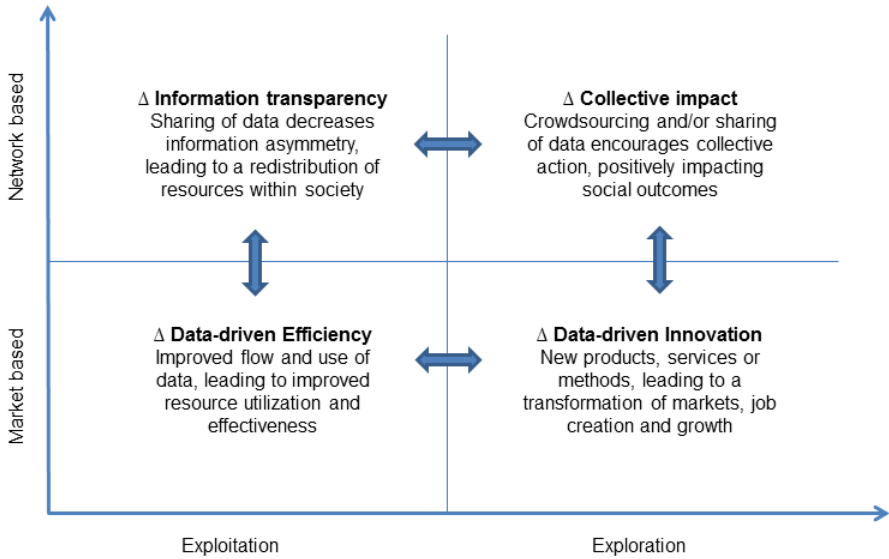 Network based
Δ Information transparency
Sharing of data decreases
information asymmetry,
leading to a redistribution of
resources within society
Δ Collective impact
Crowdsourcing and/or sharing
of data encourages collective
action, positively impacting
social outcomes
Market based
Δ Data-driven Efficiency
Improved flow and use of
data, leading to improved
resource utilization and
effectiveness
Δ Data-driven Innovation
New products, services or
methods, leading to a
transformation of markets, job
creation and growth
Exploitation
Exploration